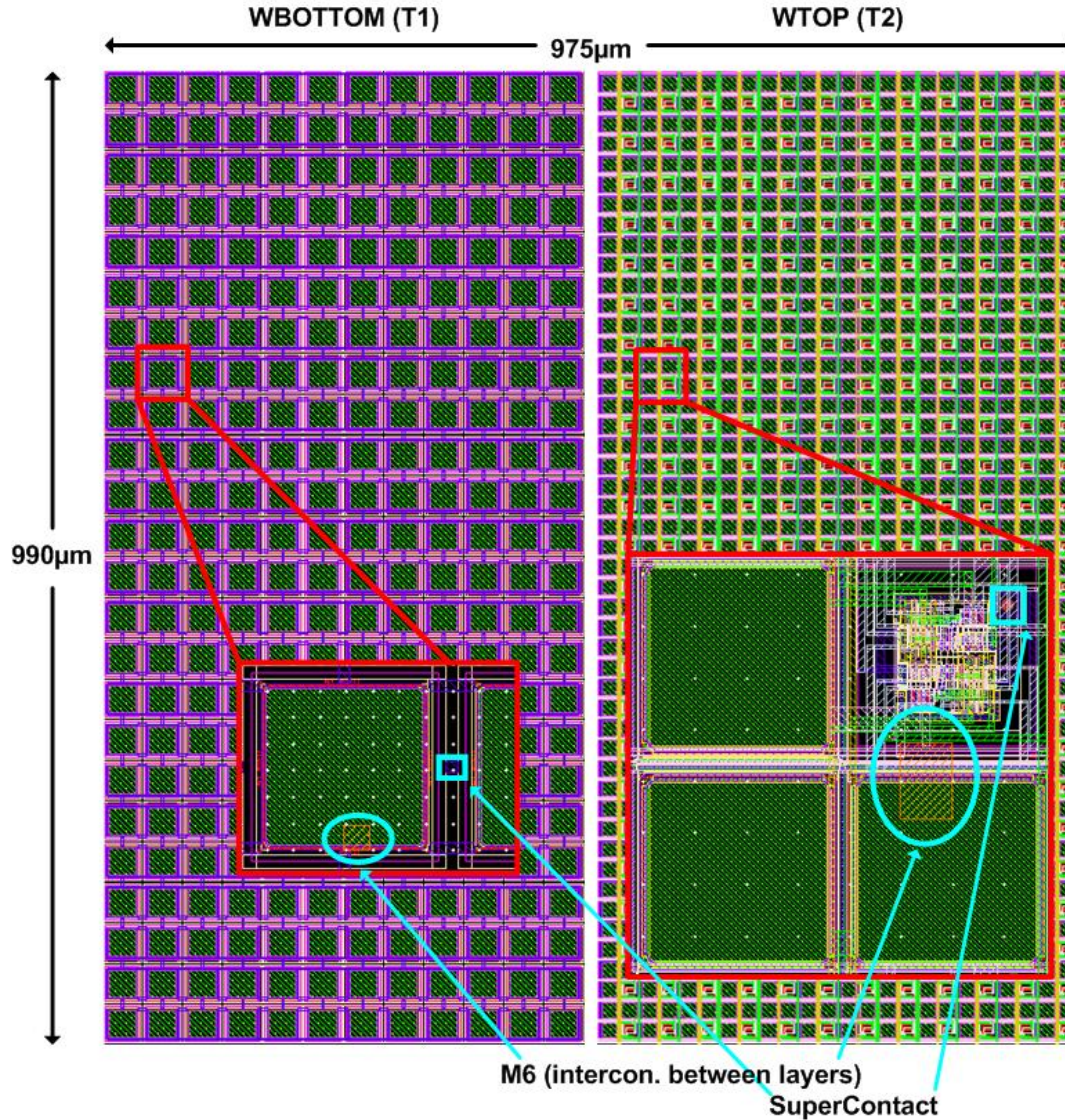 WBOTTOM (T1) WTOP (T2)
975µm
990µm
M6 (intercon. between layers)
SuperContact